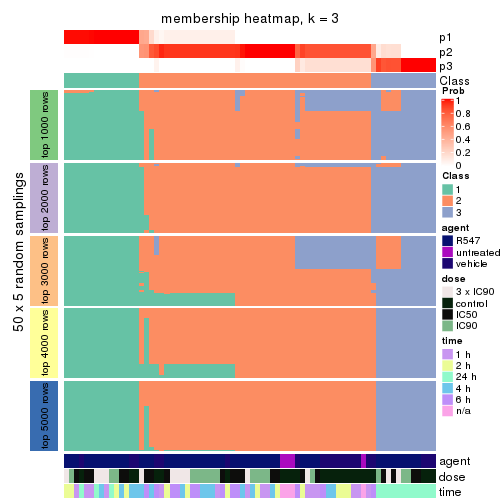 membership heatmap, k = 3
p1
p2
p3
Class
50 x 5 random samplings
top 1000 rows
top 2000 rows
top 3000 rows
top 4000 rows
top 5000 rows
agent
dose
time
Prob
1
0.8
0.6
0.4
0.2
0
Class
1
2
3
agent
R547
untreated
vehicle
dose
3 x IC90
control
IC50
IC90
time
1 h
2 h
24 h
4 h
6 h
n/a